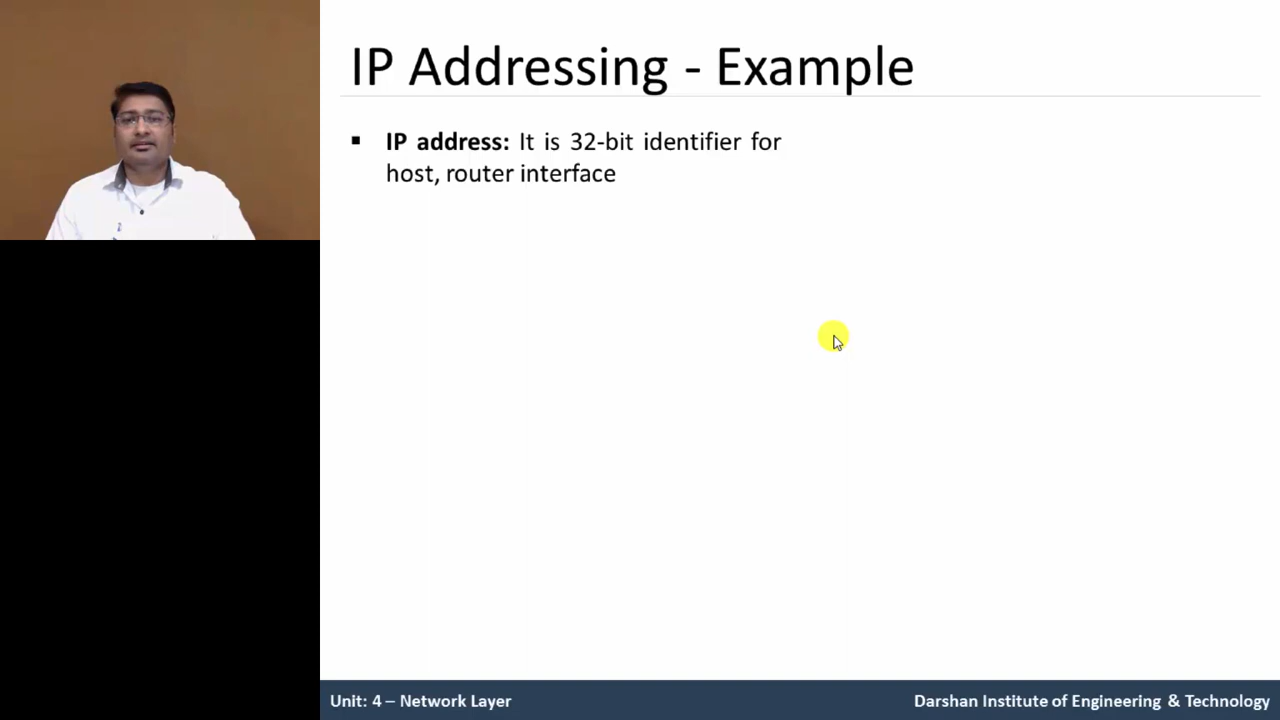 IP Addressing - Example
▪ IP address: It is 32-bit identifier for
host, router interface
Unit: 4 – Network Layer
Darshan Institute of Engineering & Technology